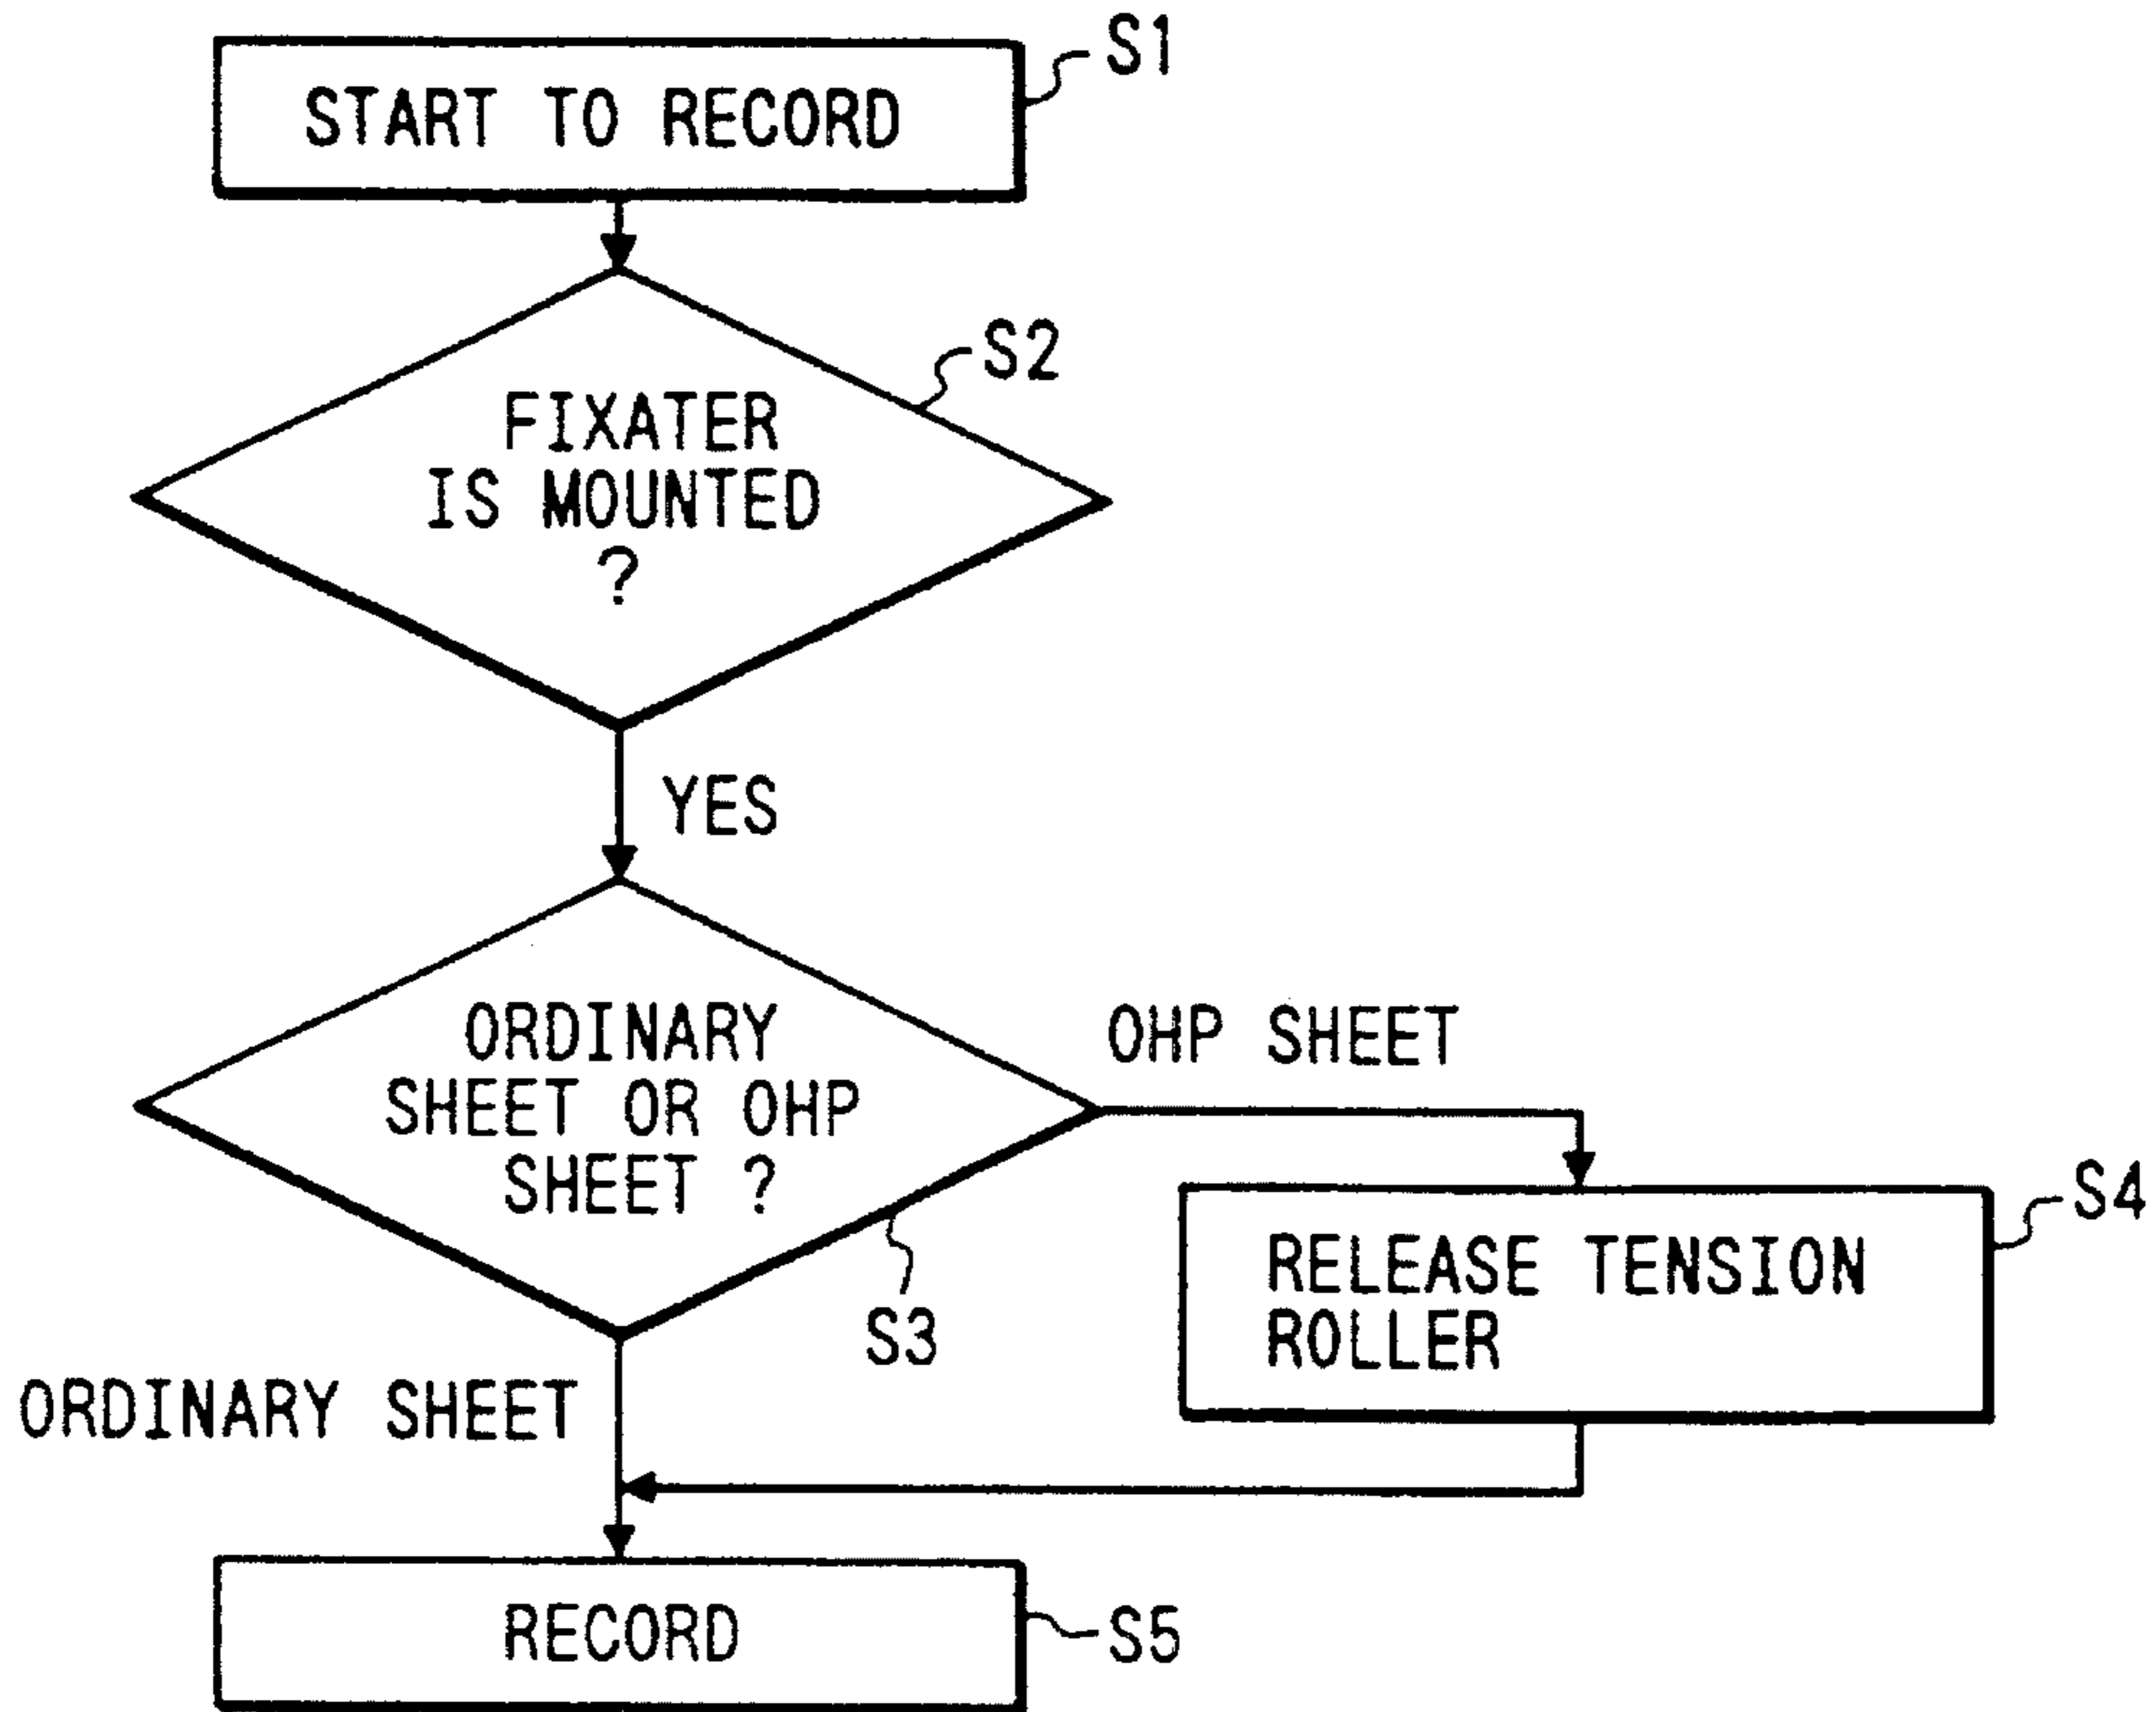 START TO RECORD
S1
S2
FIXATER
IS MOUNTED
?
YES
ORDINARY
SHEET OR OHP
SHEET ?
OHP SHEET
S3
S4
RELEASE TENSION
ROLLER
ORDINARY SHEET
RECORD
S5